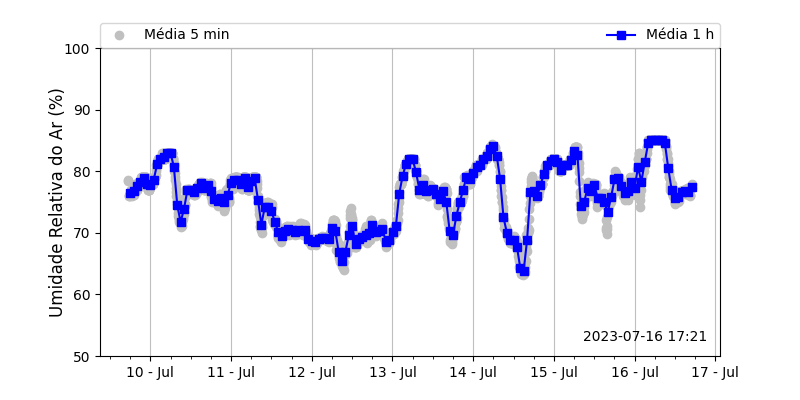 Média 5 min
Média 1 h
100
90
80
70
60
50
Umidade Relativa do Ar (%)
2023-07-16 17:21
10 - Jul
11 - Jul
12 - Jul
13 - Jul
14 - Jul
15 - Jul
16 - Jul
17 - Jul